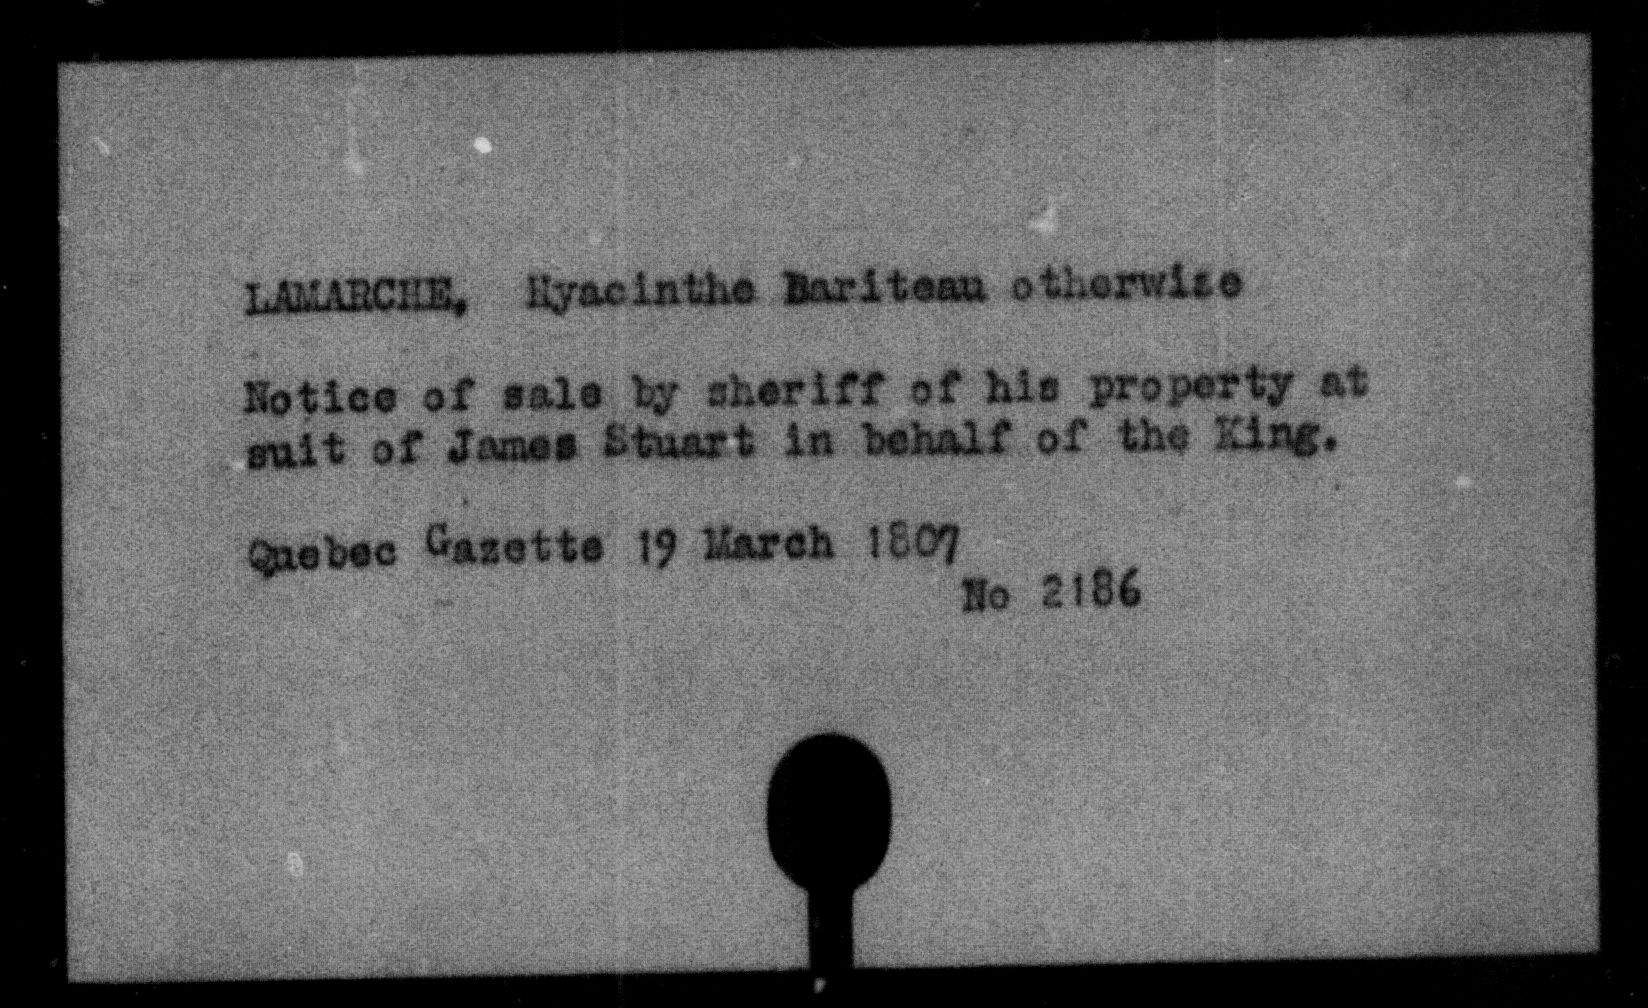 LAMARCHE, Hyacinthe Bariteau otherwise
Notice of sale by sheriff of his property at
suit of James Stuart in behalf of the King.
Quebec Gazette 19 March 1807
No 2186